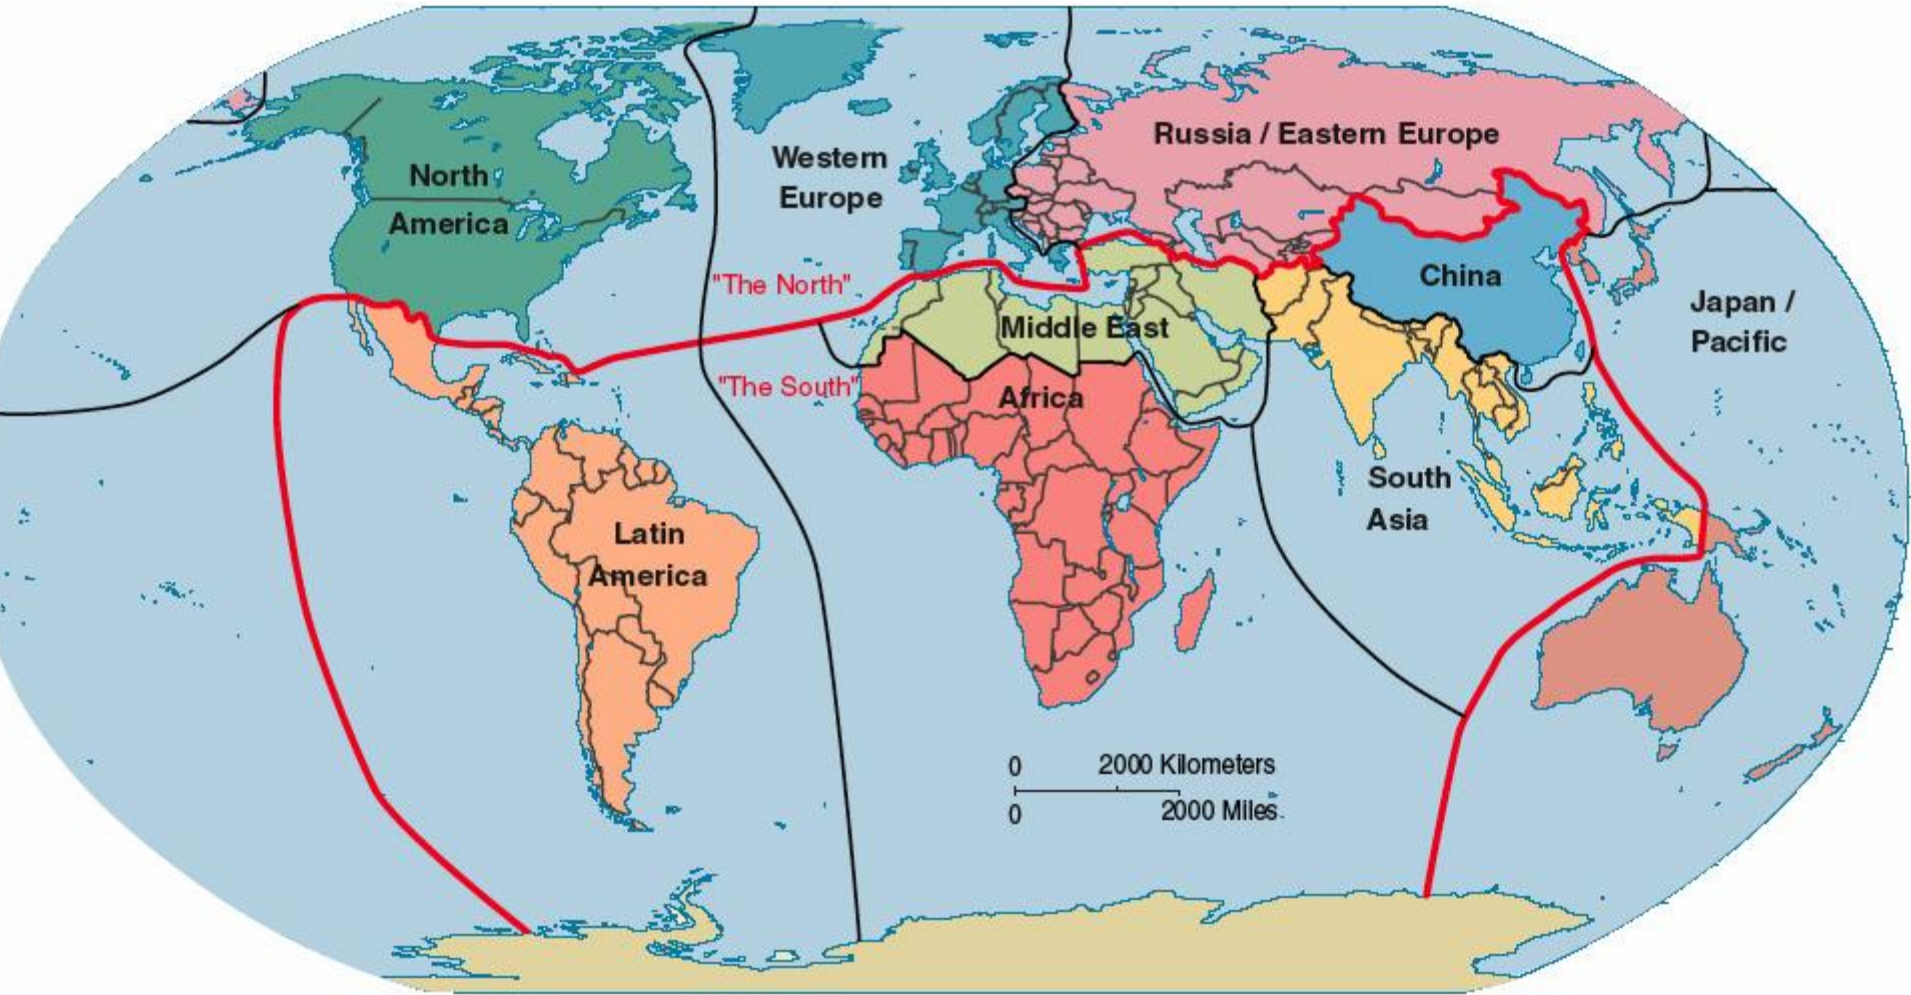 Russia / Eastern Europe
Western
Europe
North
America
China
"The North"
Japan /
Pacific
Middle East
"The South"
Africa
South
Asia
Latin
America
0 2000 Kilometers
0 2000 Miles